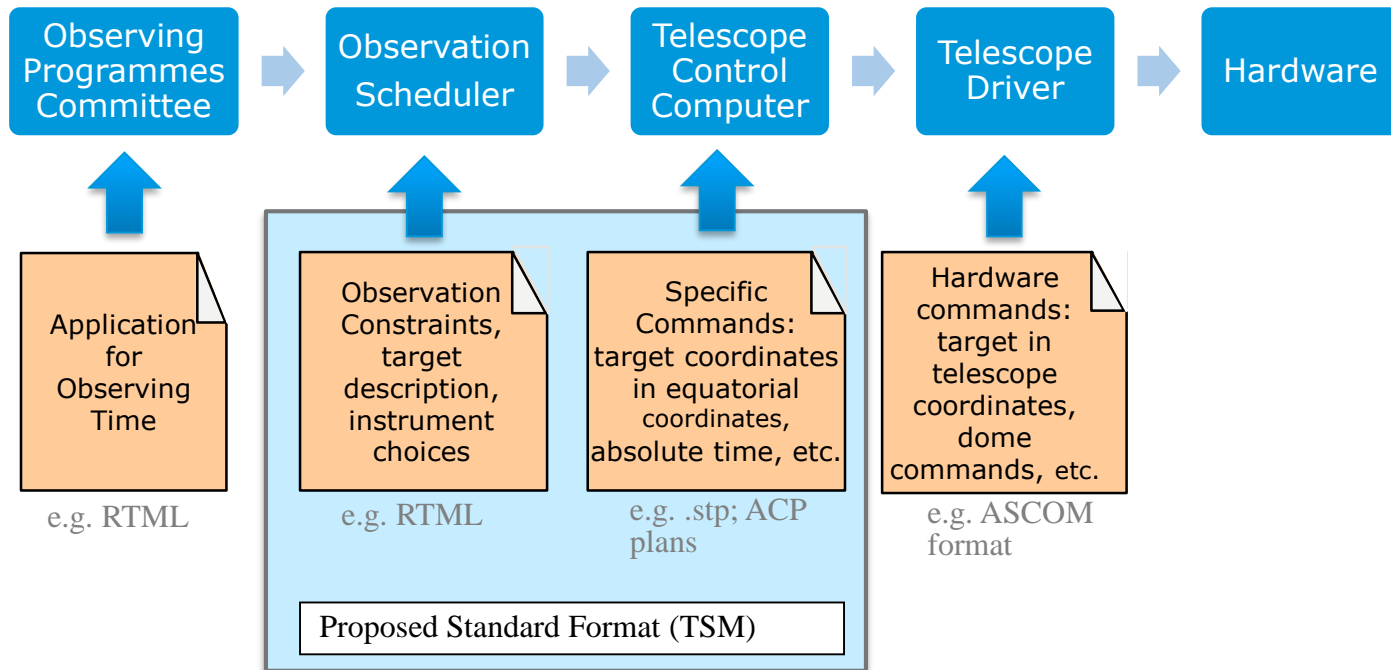 Observing
Programmes
Committee
Observation
Scheduler
Telescope
Control
Computer
Telescope
Driver
Hardware
Application
for
Observing
Time
e.g. RTML
Observation
Constraints,
target
description,
instrument
choices
e.g. RTML
Specific
Commands:
target coordinates
in equatorial
coordinates,
absolute time, etc.
e.g. .stp; ACP
plans
Hardware
commands:
target in
telescope
coordinates,
dome
commands, etc.
e.g. ASCOM
format
Proposed Standard Format (TSM)